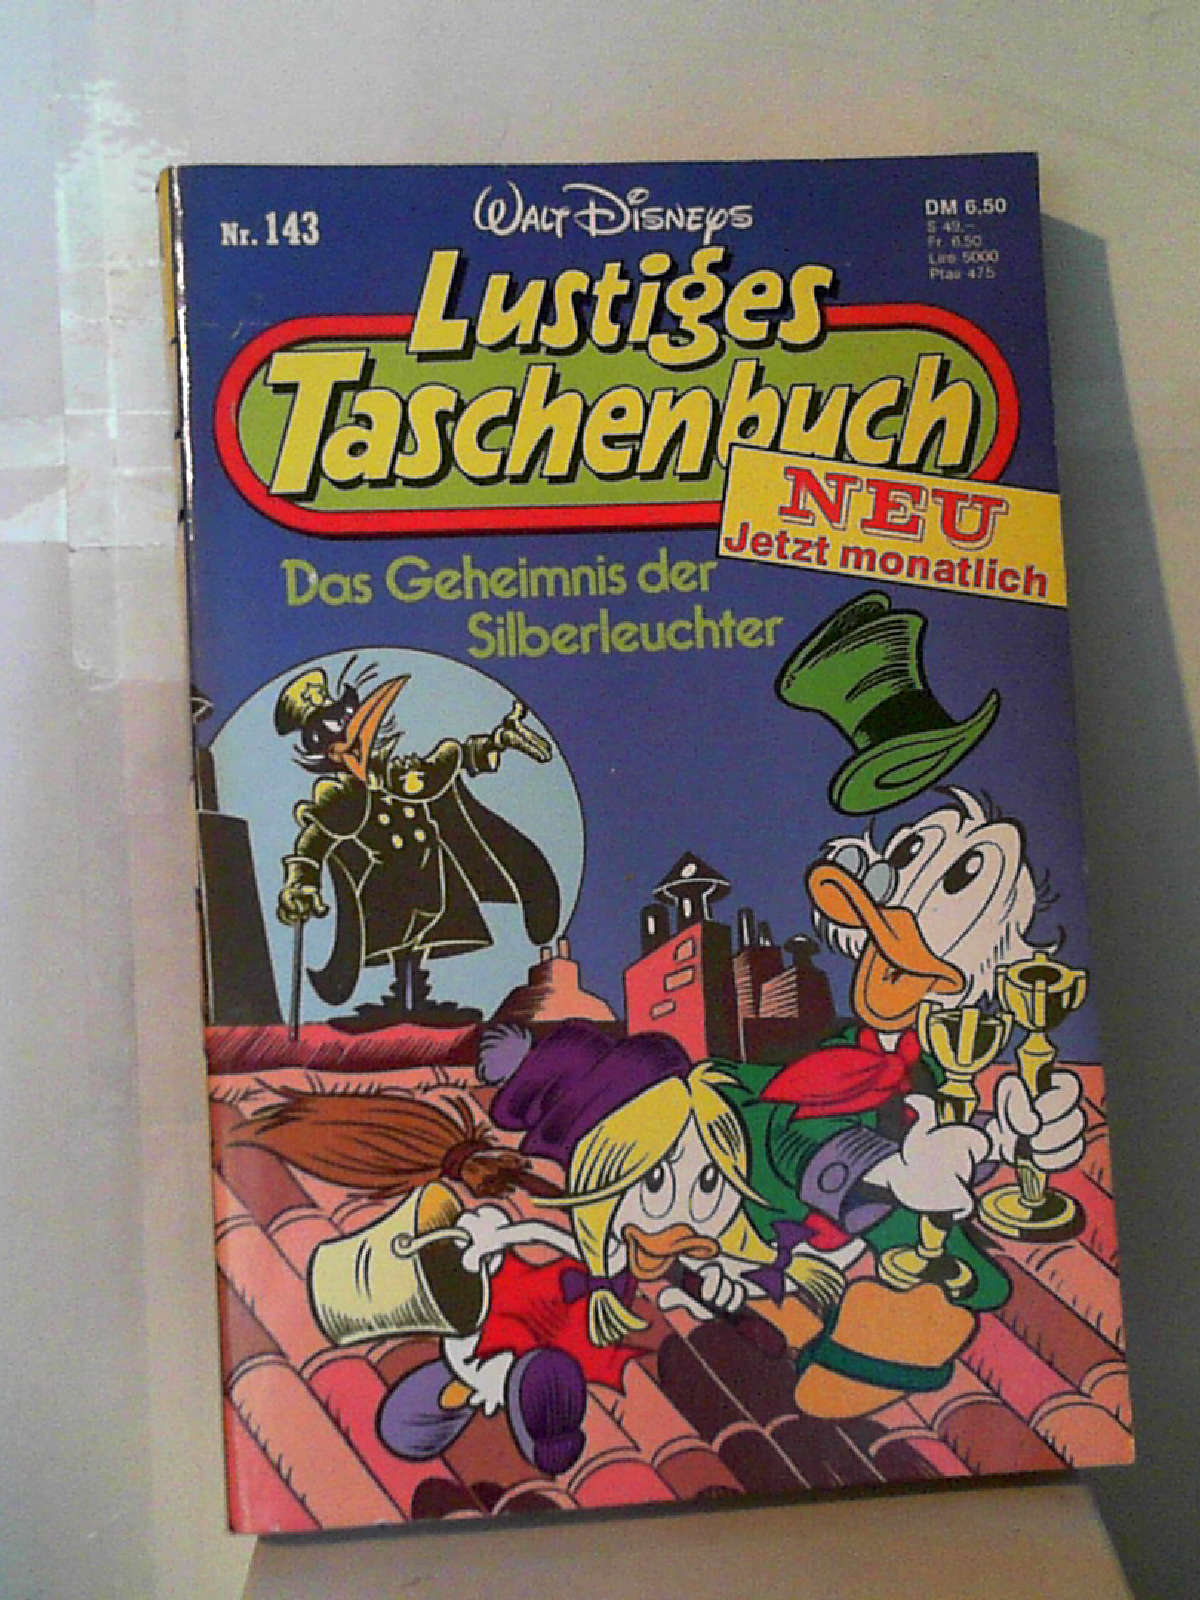 Nr. 143
WALT DISNEYS
DM 6,50
S 49,–
Fr 6.50
Lire 5000
Ptas 475
Lustiges
Taschenbuch
NEU
Jetzt monatlich
Das Geheimnis der
Silberleuchter